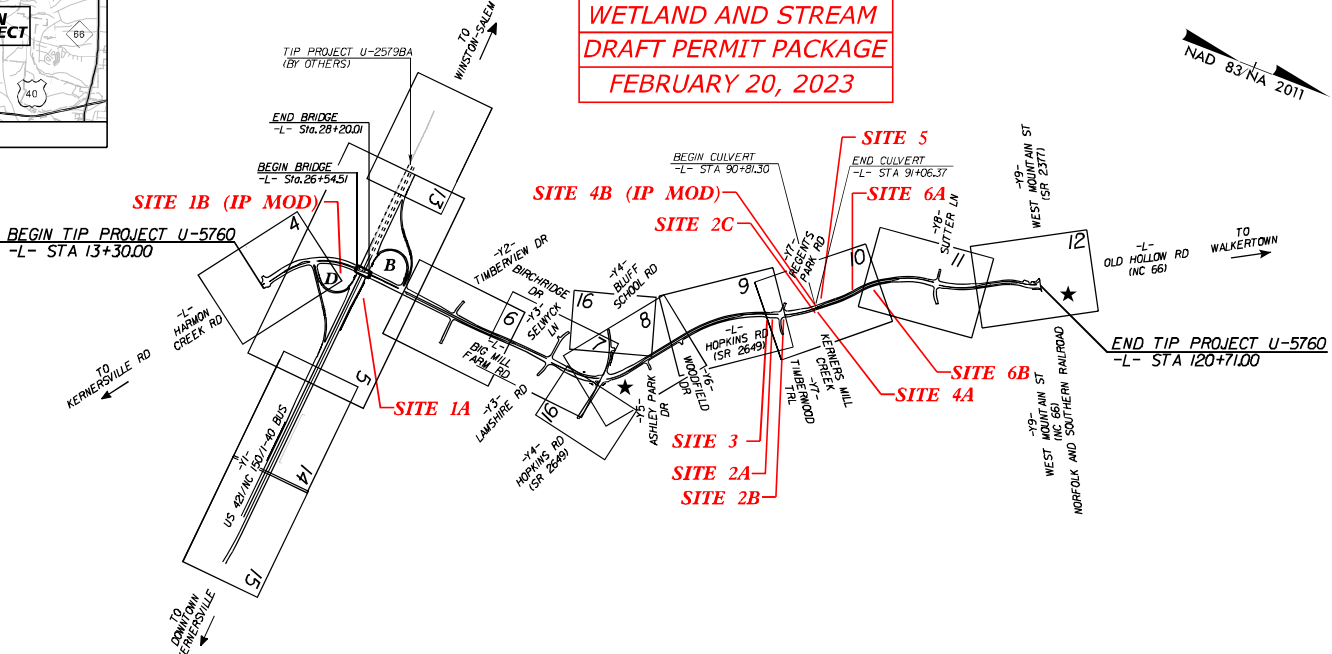 N
ECT
66
40
WETLAND AND STREAM
DRAFT PERMIT PACKAGE
FEBRUARY 20, 2023
NAD 83/NA 2011
TO
WINSTON-SALEM
TIP PROJECT U-2579BA
(BY OTHERS)
END BRIDGE
-L- Sta.28+20.01
BEGIN BRIDGE
-L- Sta.26+54.51
SITE 1B (IP MOD)
BEGIN TIP PROJECT U-5760
-L- STA 13+30.00
4
13
B
D
-L-
HARMON
CREEK RD
TO
KERNERSVILLE RD
5
SITE 1A
-Y1-
US 421/NC 150/I-40 BUS
14
15
TO
DOWNTOWN
KERNERSVILLE
-Y2-
TIMBERVIEW DR
BIRCHRIDGE
DR
-Y3-
SELWYCK
LN
6
-L-
BIG MILL
FARM RD
-Y3-
LAMSHIRE RD
16
-Y4-
BLUFF
SCHOOL RD
7
8
16
-Y4-
HOPKINS RD
(SR 2649)
-Y5-
ASHLEY PARK
DR
-Y6-
WOODFIELD
DR
-L-
HOPKINS RD
(SR 2649)
9
BEGIN CULVERT
-L- STA 90+81.30
SITE 4B (IP MOD)
SITE 2C
SITE 5
END CULVERT
-L- STA 91+06.37
SITE 6A
-Y7-
REGENTS
PARK RD
10
-Y7-
TIMBERWOOD
TRL
KERNERS MILL
CREEK
SITE 3
SITE 2A
SITE 2B
SITE 4A
SITE 6B
-Y8-
SUTTER LN
11
-Y9-
WEST MOUNTAIN ST
(SR 2377)
12
-L-
OLD HOLLOW RD
(NC 66)
TO
WALKERTOWN
END TIP PROJECT U-5760
-L- STA 120+71.00
-Y9-
WEST MOUNTAIN ST
(NC 66)
NORFOLK AND SOUTHERN RAILROAD